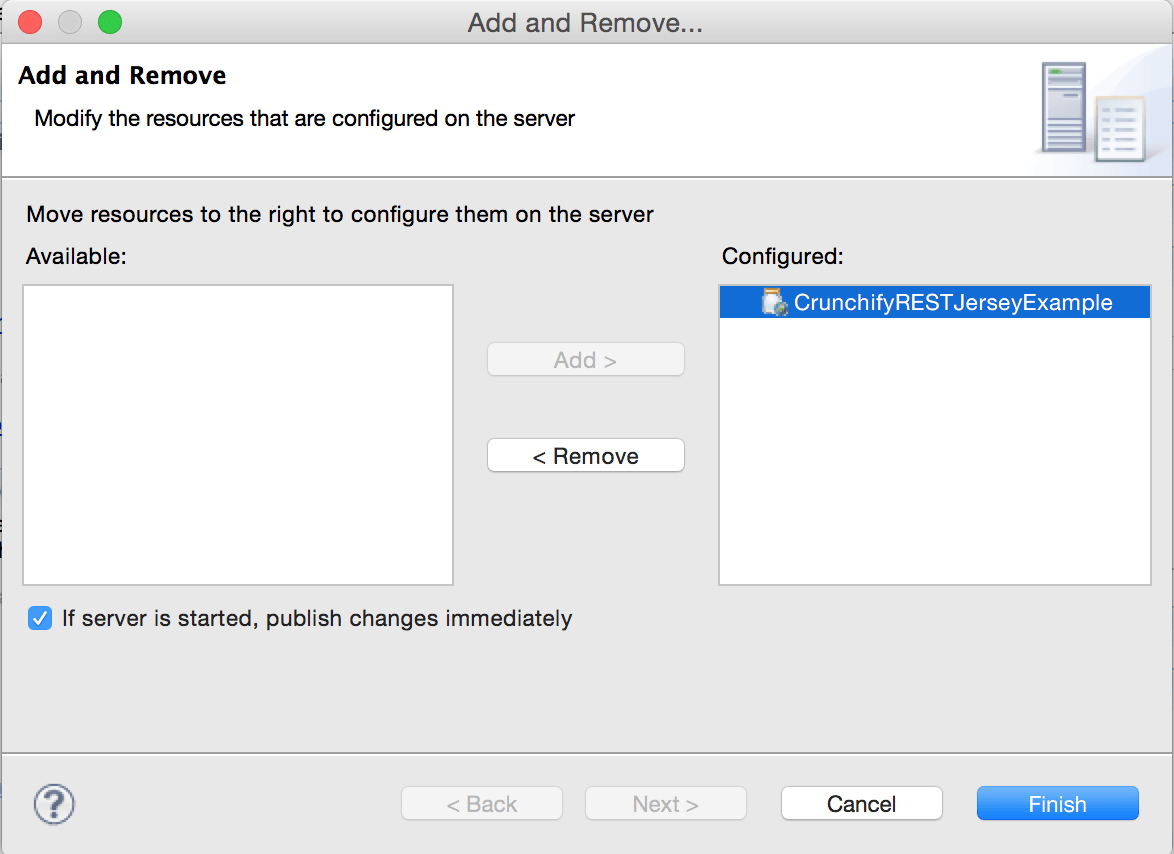 Add and Remove...
Add and Remove
Modify the resources that are configured on the server
Move resources to the right to configure them on the server
Available:
Configured:
CrunchifyRESTJerseyExample
Add >
< Remove
If server is started, publish changes immediately
?
< Back
Next >
Cancel
Finish